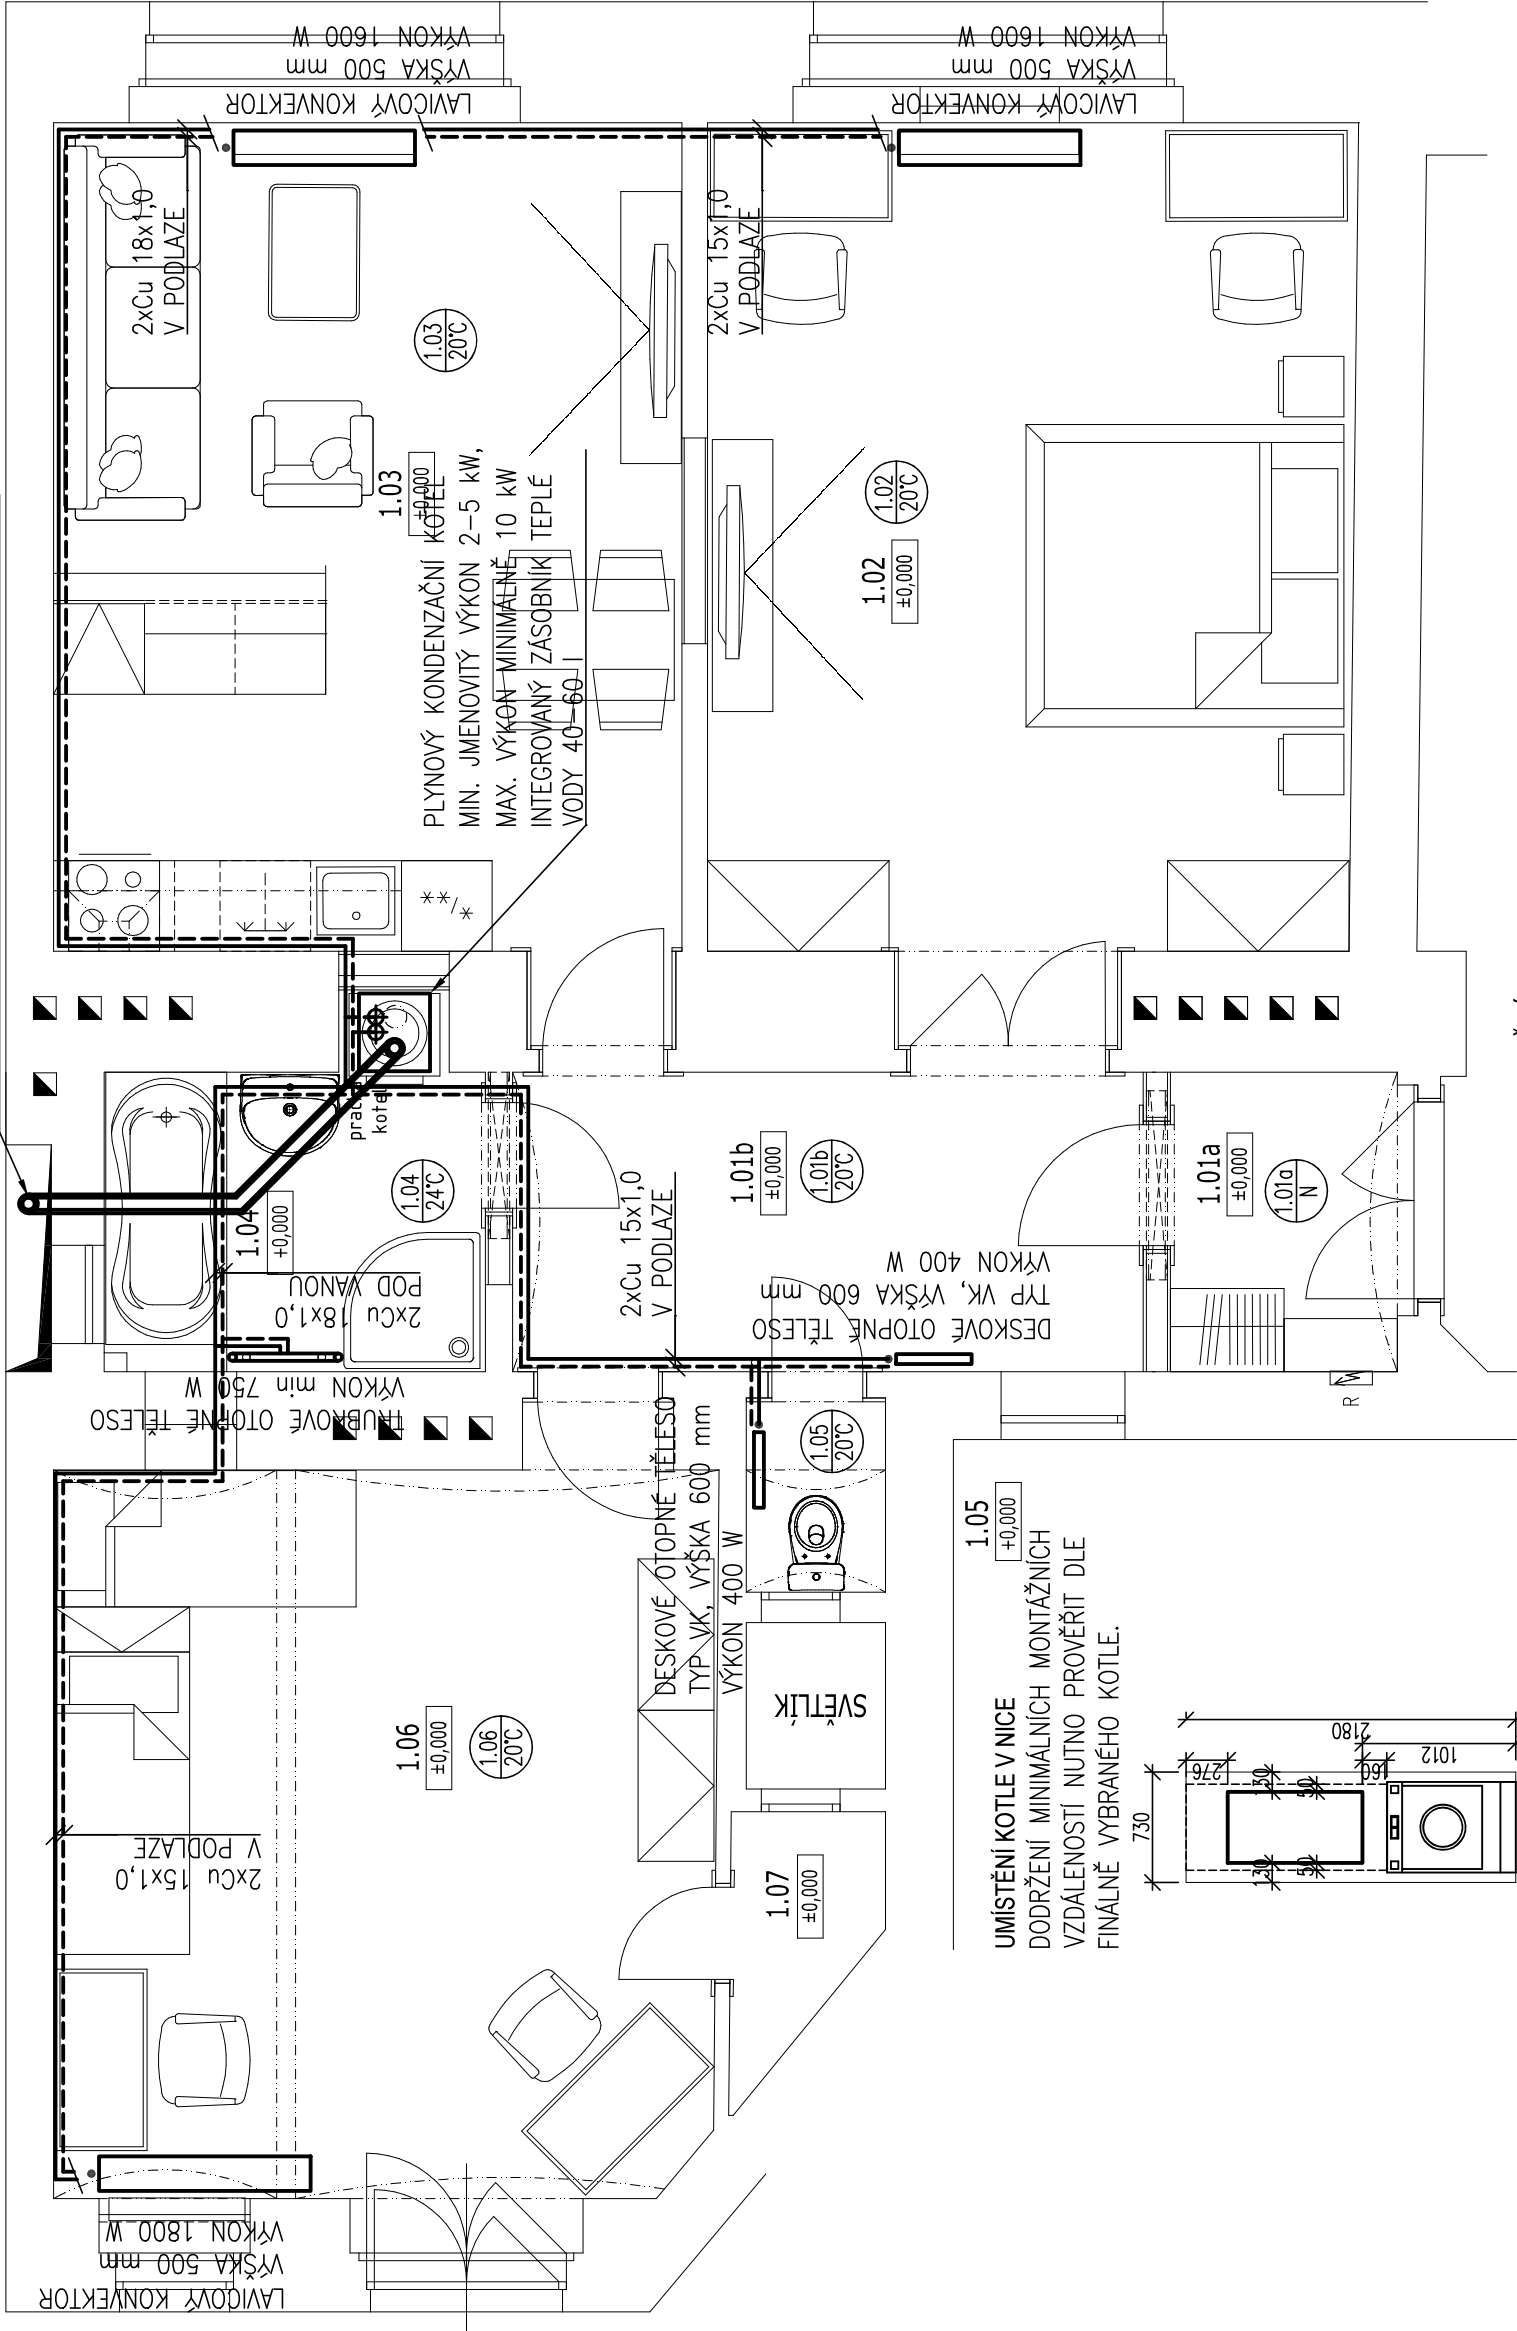 LAVICOVÝ KONVEKTOR
VÝŠKA 500 mm
VÝKON 1600 W
LAVICOVÝ KONVEKTOR
VÝŠKA 500 mm
VÝKON 1600 W
2xCu 18x1,0
V PODLAZE
2xCu 15x1,0
V PODLAZE
1.03
20°C
1.03
±0,000
PLYNOVÝ KONDENZAČNÍ KOTEL
MIN. JMENOVITÝ VÝKON 2-5 kW,
MAX. VÝKON MINIMÁLNĚ 10 kW
INTEGROVANÝ ZÁSOBNÍK TEPLÉ
VODY 40-60 l
1.02
20°C
1.02
±0,000
**/*
kotel
1.04
24°C
1.04
±0,000
2xCu 18x1,0
POD VANOU
TRUBKOVÉ OTOPNÉ TĚLESO
VÝKON min 750 W
2xCu 15x1,0
V PODLAZE
1.01b
±0,000
1.01b
20°C
DESKOVÉ OTOPNÉ TĚLESO
TYP VK, VÝŠKA 600 mm
VÝKON 400 W
1.01a
±0,000
1.01a
N
R
1.05
20°C
1.05
±0,000
DESKOVÉ OTOPNÉ TĚLESO
TYP VK, VÝŠKA 600 mm
VÝKON 400 W
SVĚTLÍK
1.06
±0,000
1.06
20°C
2xCu 15x1,0
V PODLAZE
1.07
±0,000
LAVICOVÝ KONVEKTOR
VÝŠKA 500 mm
VÝKON 1800 W
UMÍSTĚNÍ KOTLE V NICE
DODRŽENÍ MINIMÁLNÍCH MONTÁŽNÍCH
VZDÁLENOSTÍ NUTNO PROVĚŘIT DLE
FINÁLNĚ VYBRANÉHO KOTLE.
730
276
130
50
160
1012
2180
130
50